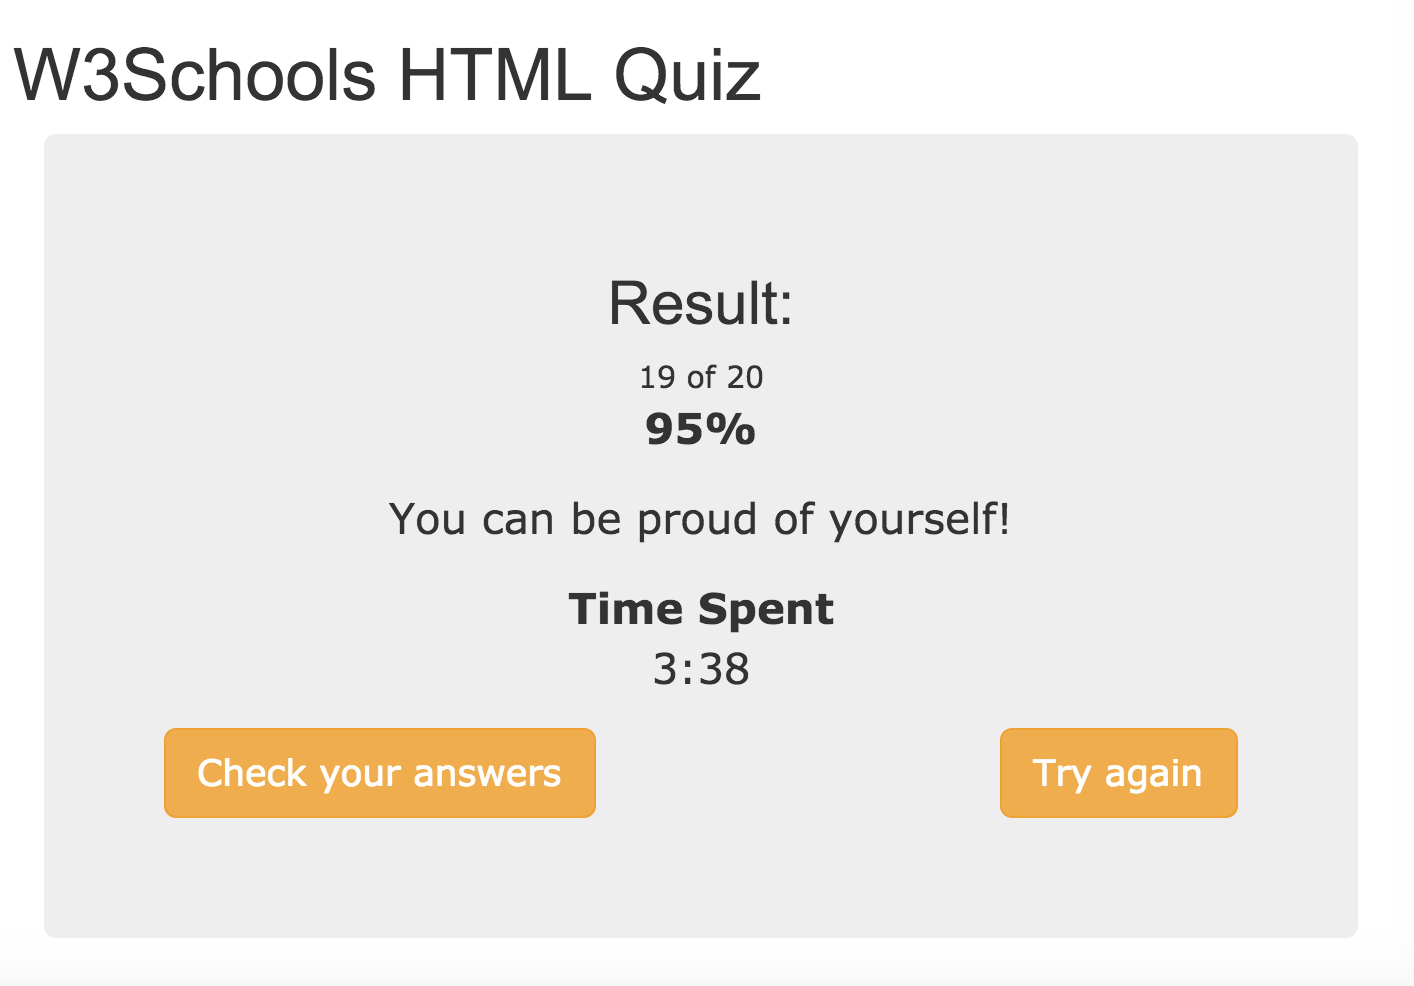 W3Schools HTML Quiz
Result:
19 of 20
95%
You can be proud of yourself!
Time Spent
3:38
Check your answers
Try again